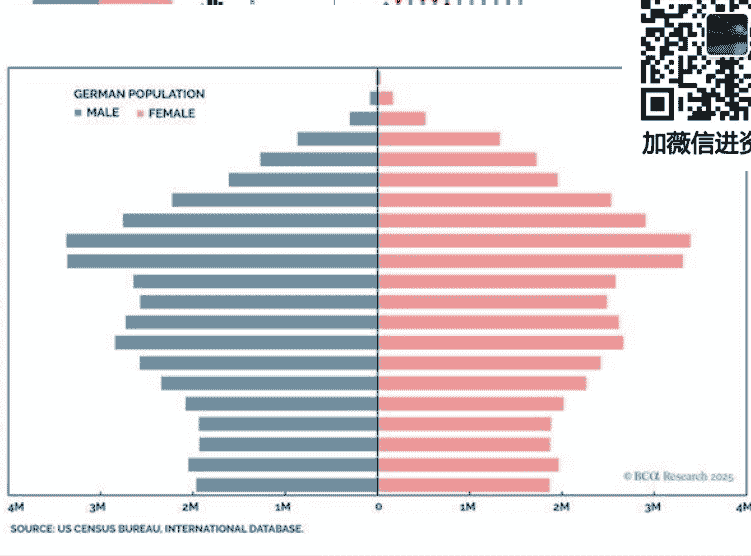 加薇信进资
GERMAN POPULATION
MALE FEMALE
© BCA Research 2025
4M 3M 2M 1M 0 1M 2M 3M 4M
SOURCE: US CENSUS BUREAU, INTERNATIONAL DATABASE.